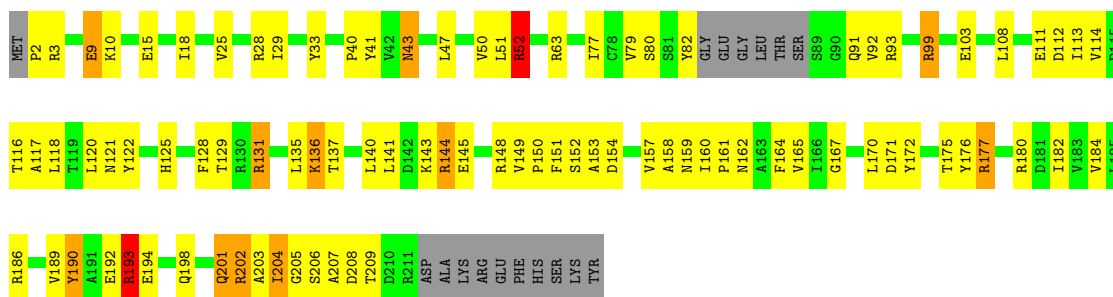 MET P2 R3 E9 K10 E15 I18 V25 R28 I29 Y33 P40 Y41 V42 N43 L47 V50 L51 R52 R63 I77 C78 V79 S80 S81 Y82 GLY GLU GLY LEU THR SER S89 G90 Q91 V92 R93 R99 E103 L108 E111 D112 I113 V114
T116 A117 L118 T119 L120 N121 Y122 H125 F128 T129 R130 R131 L135 K136 T137 L140 L141 D142 K143 R144 E145 R148 V149 P150 F151 S152 A153 D154 V157 A158 N159 I160 P161 N162 A163 F164 V165 I166 G167 L170 D171 Y172 T175 Y176 R177 R180 D181 I182 V183 V184
R186 V189 Y190 A191 E192 R193 E194 Q198 Q201 R202 A203 I204 G205 S206 A207 D208 T209 D210 R211 ASP ALA LYS ARG GLU PHE HIS SER LYS TYR